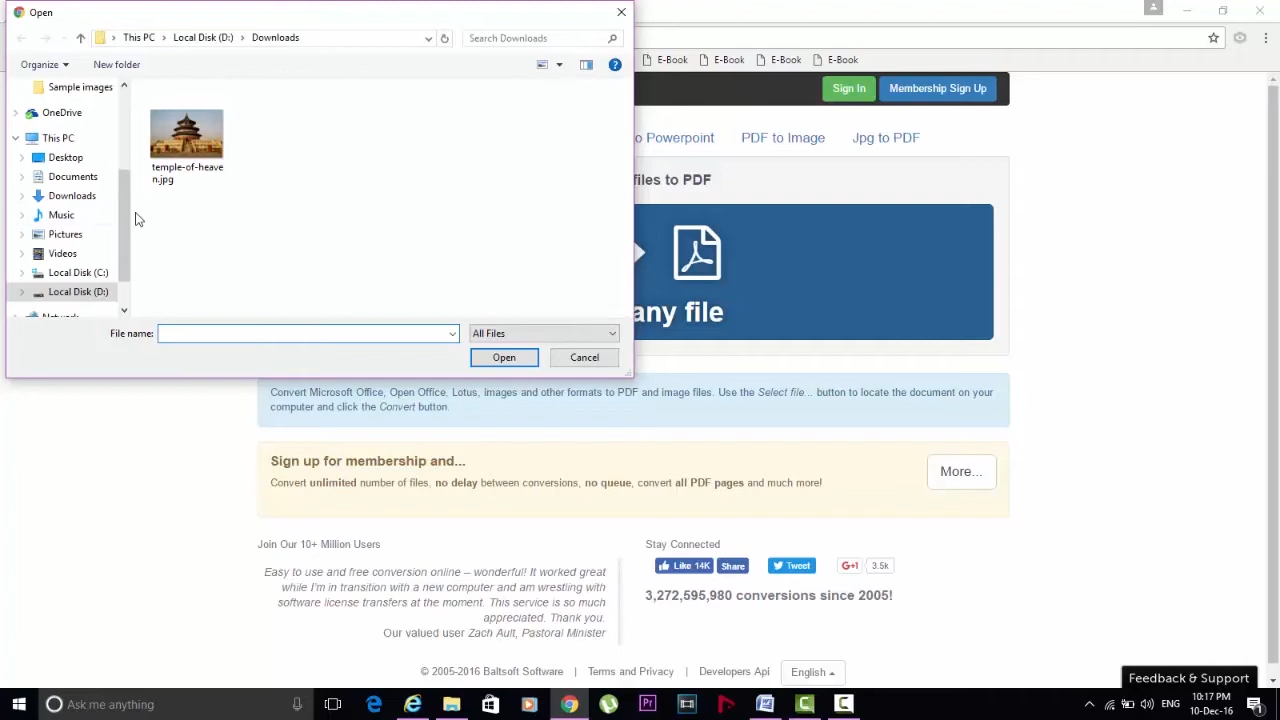 Open
This PC > Local Disk (D:) > Downloads
Search Downloads
Organize
New folder
Sample images
OneDrive
This PC
Desktop
Documents
Downloads
Music
Pictures
Videos
Local Disk (C:)
Local Disk (D:)
temple-of-heave
n.jpg
File name:
All Files
Open
Cancel
E-Book
E-Book
E-Book
E-Book
Sign In
Membership Sign Up
o Powerpoint
PDF to Image
Jpg to PDF
files to PDF
any file
Convert Microsoft Office, Open Office, Lotus, images and other formats to PDF and image files. Use the Select file... button to locate the document on your
computer and click the Convert button.
Sign up for membership and...
Convert unlimited number of files, no delay between conversions, no queue, convert all PDF pages and much more!
More...
Join Our 10+ Million Users
Easy to use and free conversion online – wonderful! It worked great
while I'm in transition with a new computer and am wrestling with
software license transfers at the moment. This service is so much
appreciated. Thank you.
Our valued user Zach Ault, Pastoral Minister
Stay Connected
Like 14K
Share
Tweet
G+1
3.5k
3,272,595,980 conversions since 2005!
© 2005-2016 Baltsoft Software | Terms and Privacy | Developers Api
English
Feedback & Support
Ask me anything
ENG
10:17 PM
10-Dec-16